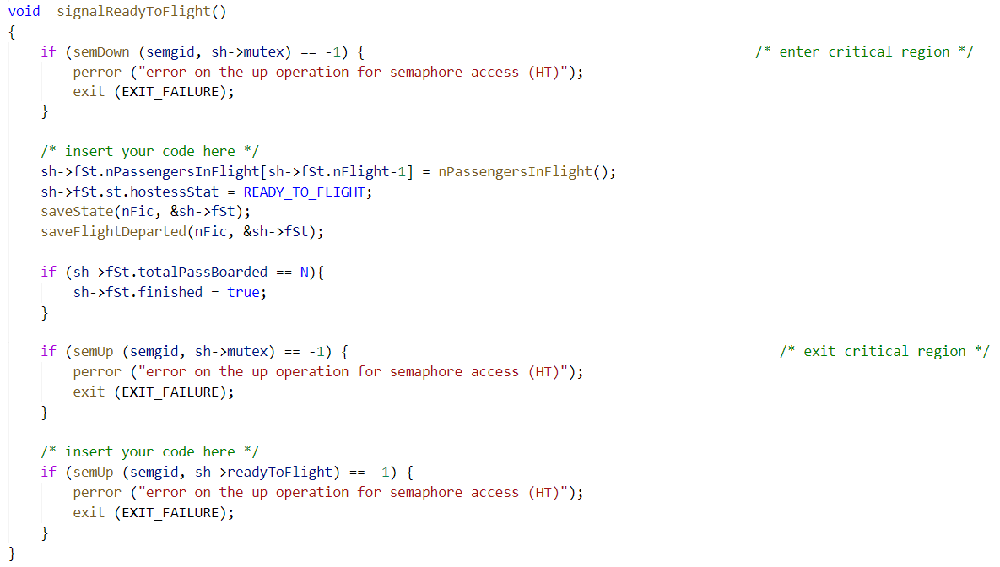 void  signalReadyToFlight()
{
    if (semDown (semgid, sh->mutex) == -1) {                                                /* enter critical region */
        perror ("error on the up operation for semaphore access (HT)");
        exit (EXIT_FAILURE);
    }

    /* insert your code here */
    sh->fSt.nPassengersInFlight[sh->fSt.nFlight-1] = nPassengersInFlight();
    sh->fSt.st.hostessStat = READY_TO_FLIGHT;
    saveState(nFic, &sh->fSt);
    saveFlightDeparted(nFic, &sh->fSt);

    if (sh->fSt.totalPassBoarded == N){
        sh->fSt.finished = true;
    }

    if (semUp (semgid, sh->mutex) == -1) {                                                     /* exit critical region */
        perror ("error on the up operation for semaphore access (HT)");
        exit (EXIT_FAILURE);
    }

    /* insert your code here */
    if (semUp (semgid, sh->readyToFlight) == -1) {
        perror ("error on the up operation for semaphore access (HT)");
        exit (EXIT_FAILURE);
    }
}